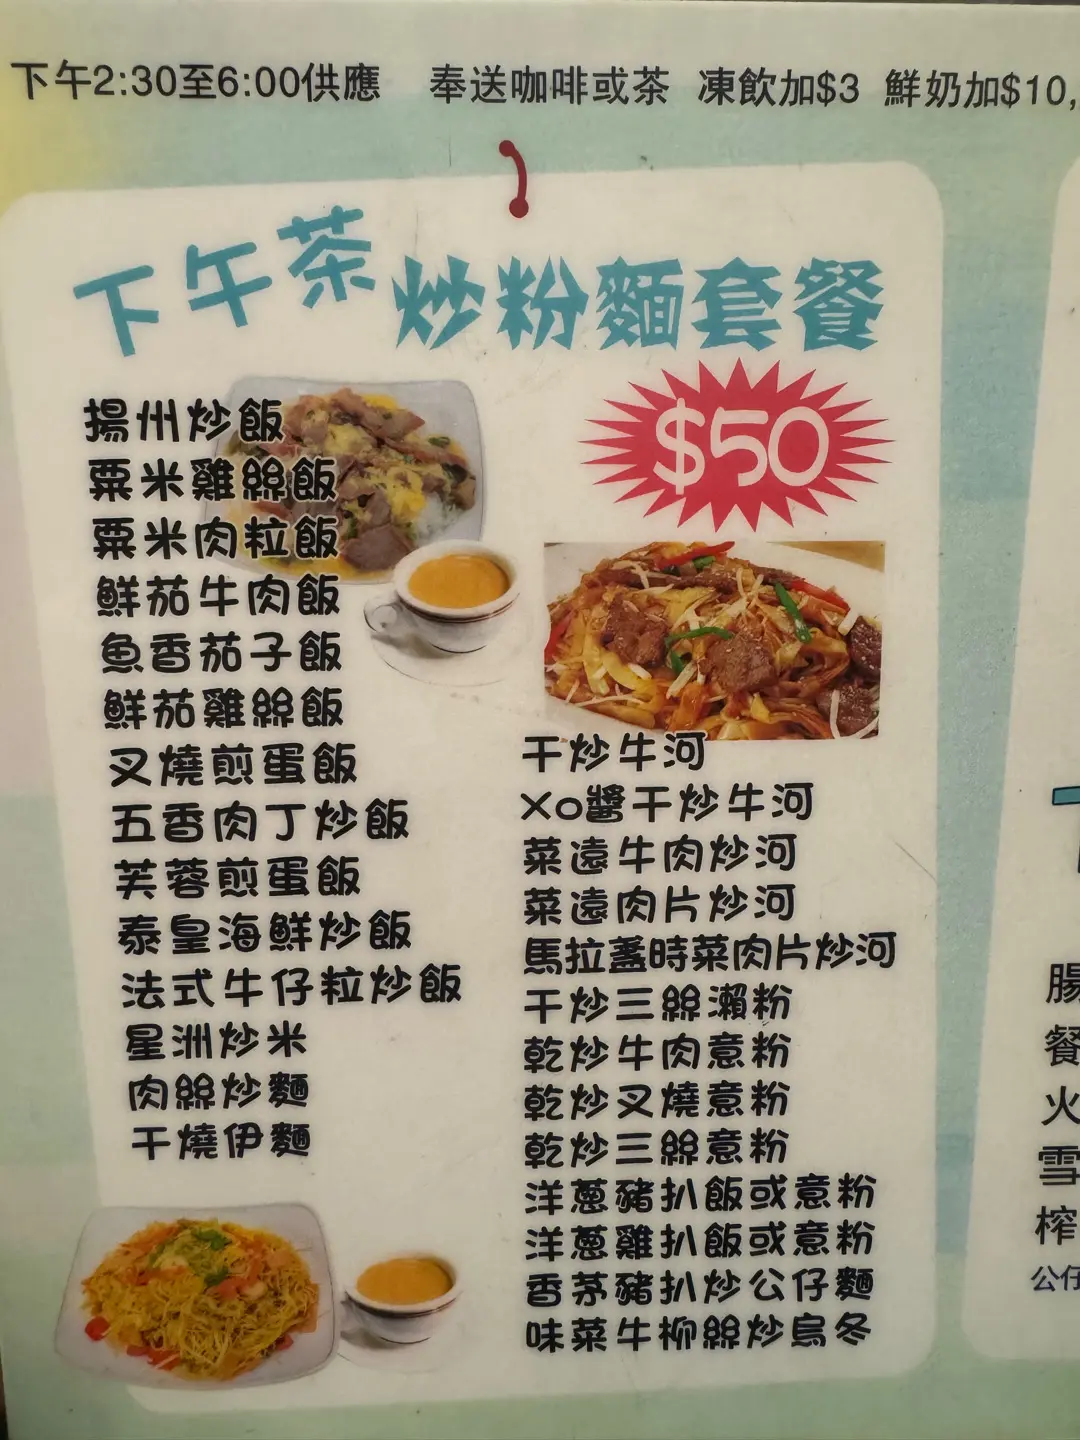 下午2:30至6:00供應 奉送咖啡或茶 凍飲加$3 鮮奶加$10,
下午茶炒粉麵套餐
$50
揚州炒飯
粟米雞絲飯
粟米肉粒飯
鮮茄牛肉飯
魚香茄子飯
鮮茄雞絲飯
叉燒煎蛋飯
五香肉丁炒飯
芙蓉煎蛋飯
泰皇海鮮炒飯
法式牛仔粒炒飯
星洲炒米
肉絲炒麵
干燒伊麵
干炒牛河
XO醬干炒牛河
菜遠牛肉炒河
菜遠肉片炒河
馬拉盞時菜肉片炒河
干炒三絲瀨粉
乾炒牛肉意粉
乾炒叉燒意粉
乾炒三絲意粉
洋蔥豬扒飯或意粉
洋蔥雞扒飯或意粉
香茅豬扒炒公仔麵
味菜牛柳絲炒烏冬
腸
餐
火
雪
榨
公仔